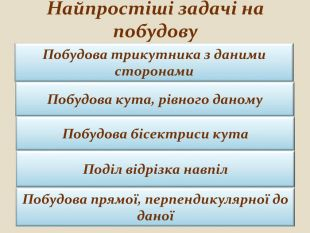 Найпростіші задачі на
побудову
Побудова трикутника з даними
сторонами
Побудова кута, рівного даному
Побудова бісектриси кута
Поділ відрізка навпіл
Побудова прямої, перпендикулярної до
даної